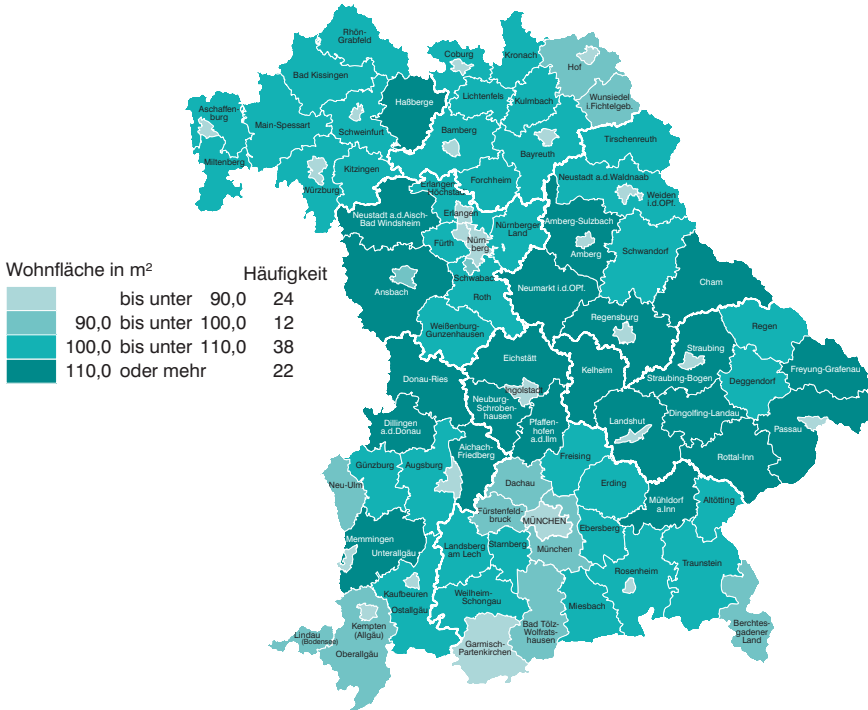 Rhön-
Grabfeld
Coburg
Kronach
Hof
Bad Kissingen
Wunsiedel
i.Fichtelgeb.
Lichtenfels
Kulmbach
Haßberge
Aschaffen-
burg
Main-Spessart
Schweinfurt
Bamberg
Bayreuth
Tirschenreuth
Miltenberg
Kitzingen
Würzburg
Forchheim
Neustadt a.d.Waldnaab
Erlangen-
Höchstadt
Weiden
i.d.OPf.
Neustadt a.d.Aisch-
Bad Windsheim
Erlangen
Nürnberger
Land
Amberg-Sulzbach
Fürth
Nürn-
berg
Amberg
Schwandorf
Schwabach
Ansbach
Roth
Neumarkt i.d.OPf.
Cham
Wohnfläche in m²
Häufigkeit
bis unter 90,0 24
90,0 bis unter 100,0 12
100,0 bis unter 110,0 38
110,0 oder mehr 22
Weißenburg-
Gunzenhausen
Regensburg
Regen
Straubing
Eichstätt
Kelheim
Straubing-Bogen
Freyung-Grafenau
Donau-Ries
Ingolstadt
Deggendorf
Neuburg-
Schroben-
hausen
Pfaffen-
hofen
a.d.Ilm
Landshut
Dingolfing-Landau
Dillingen
a.d.Donau
Passau
Aichach-
Friedberg
Rottal-Inn
Günzburg
Augsburg
Freising
Neu-Ulm
Dachau
Erding
Mühldorf
a.Inn
Altötting
Fürstenfeld-
bruck
MÜNCHEN
Ebersberg
Memmingen
Unterallgäu
Landsberg
am Lech
Starnberg
München
Rosenheim
Traunstein
Kaufbeuren
Ostallgäu
Weilheim-
Schongau
Miesbach
Kempten
(Allgäu)
Bad Tölz-
Wolfrats-
hausen
Berchtes-
gadener
Land
Lindau
(Bodensee)
Oberallgäu
Garmisch-
Partenkirchen